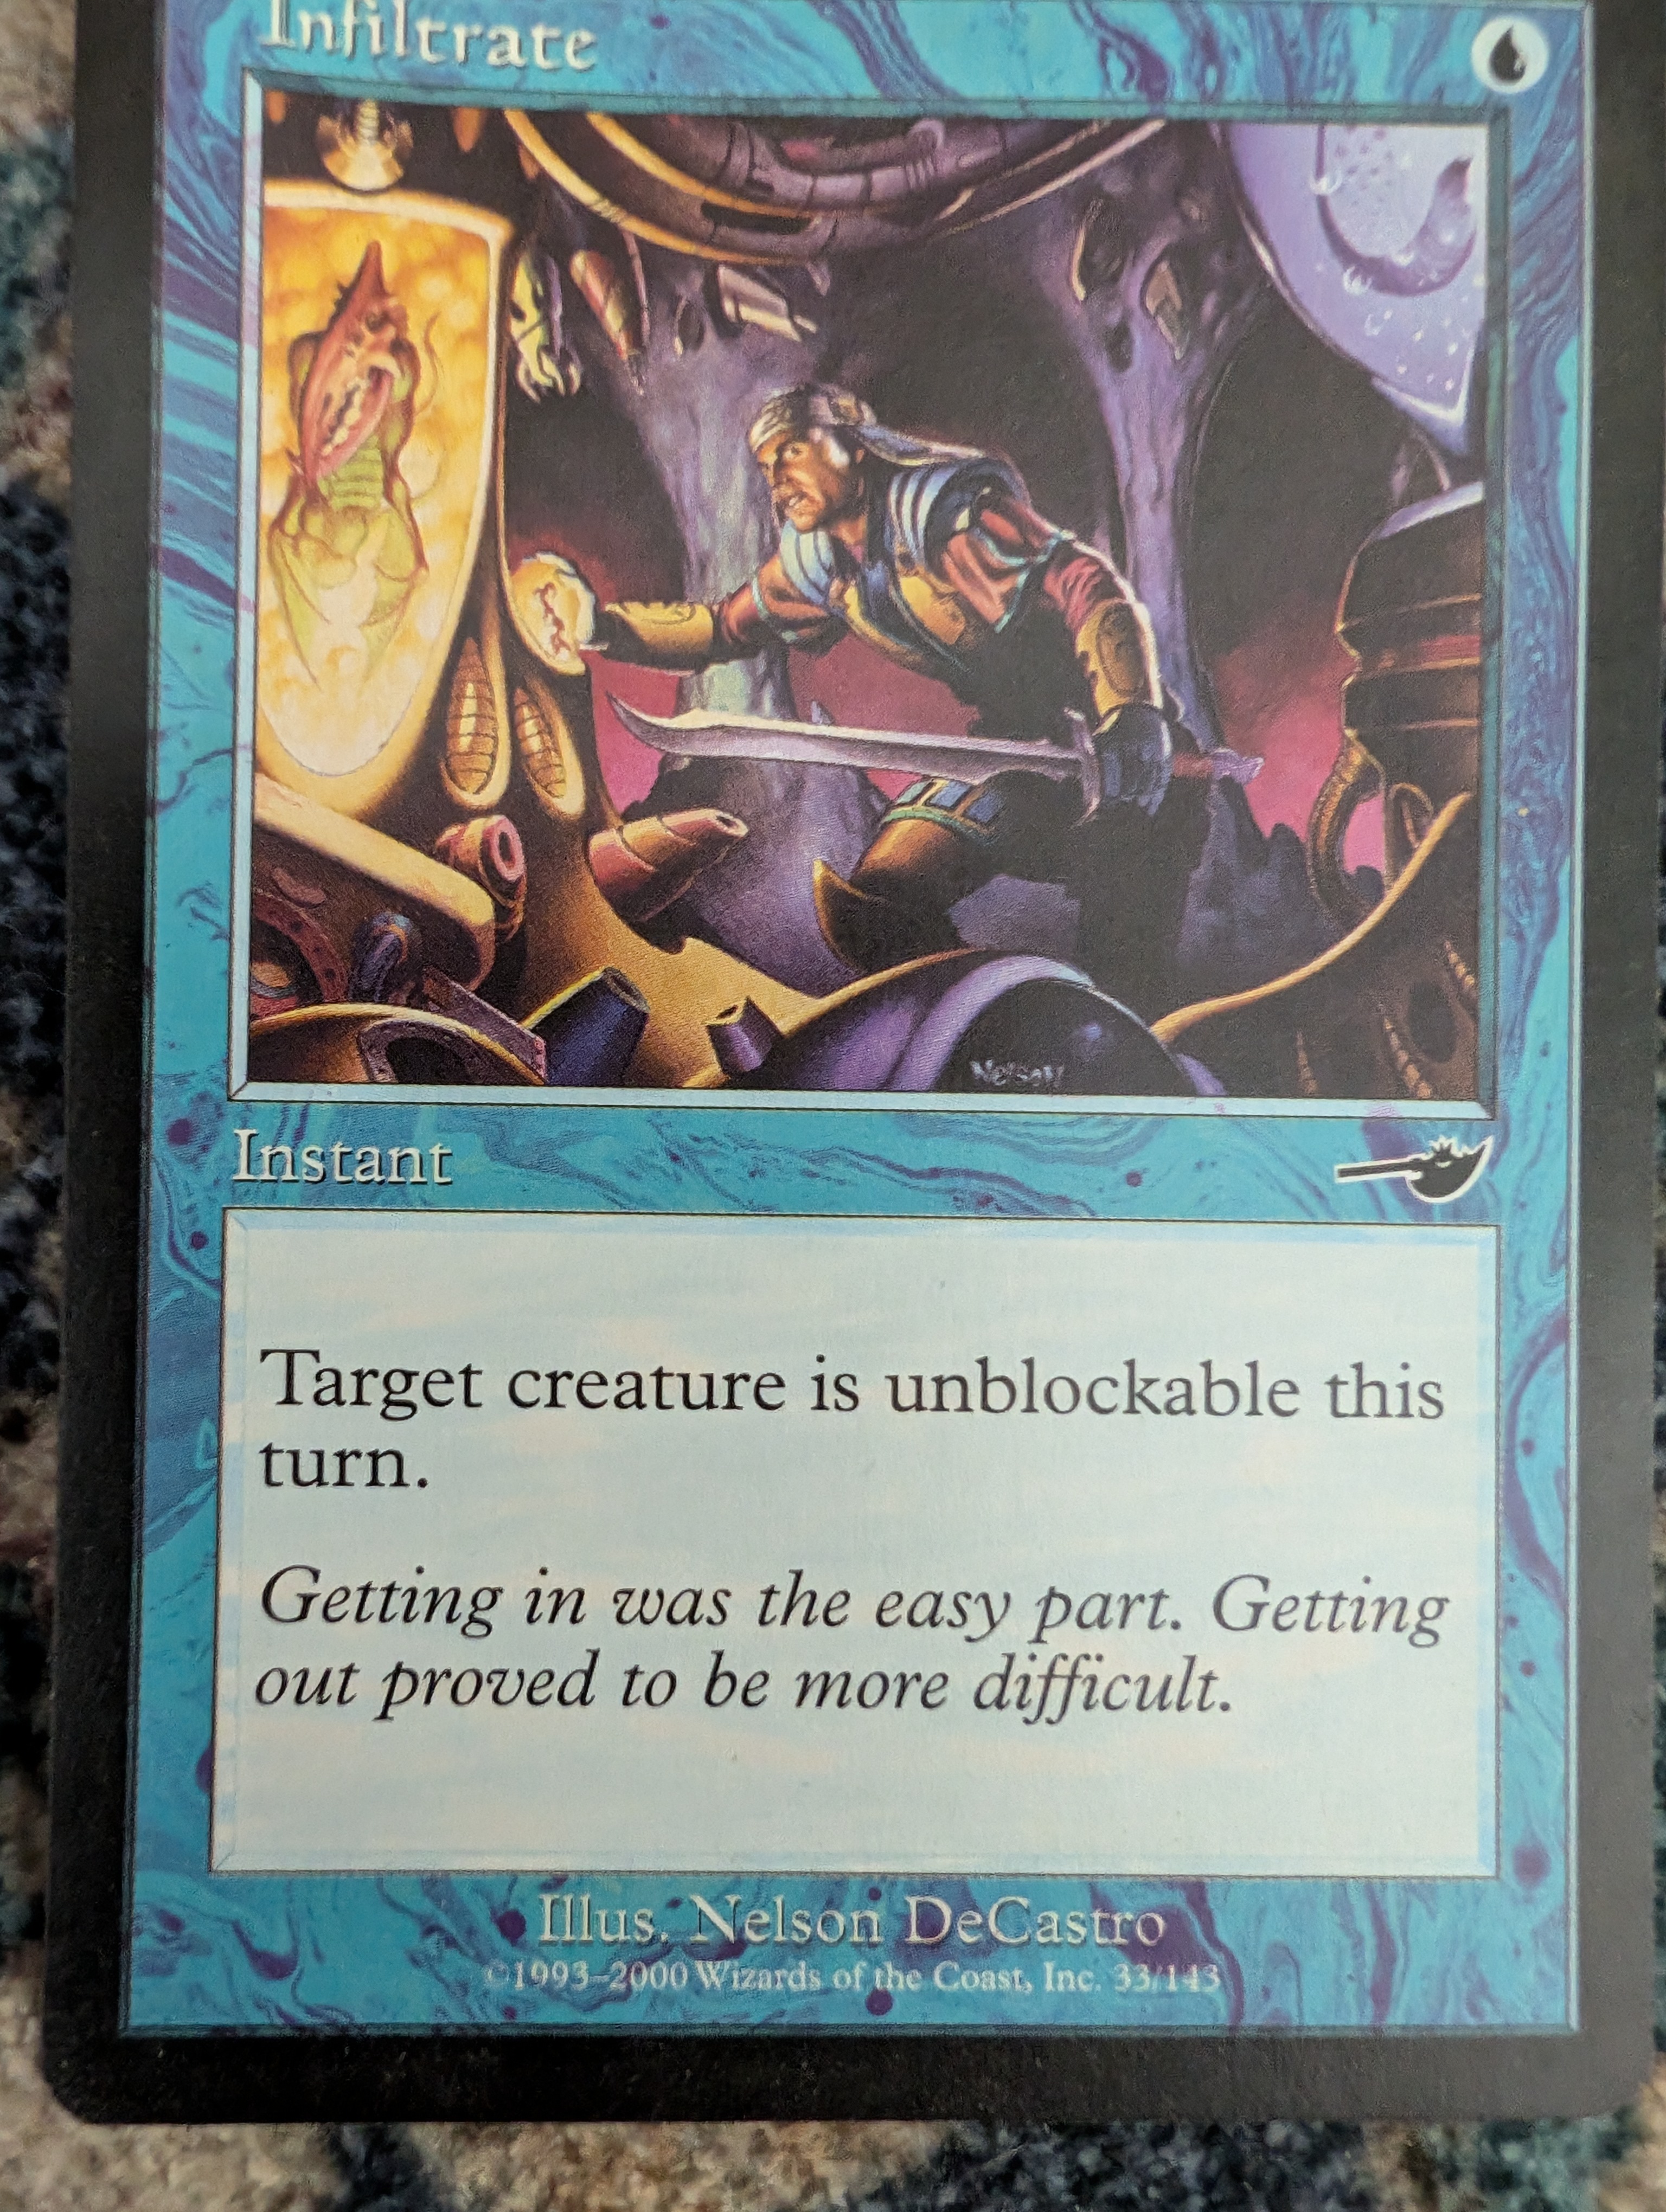 Infiltrate
Nelson
Instant
Target creature is unblockable this
turn.
Getting in was the easy part. Getting
out proved to be more difficult.
Illus. Nelson DeCastro
©1993–2000 Wizards of the Coast, Inc. 33/143